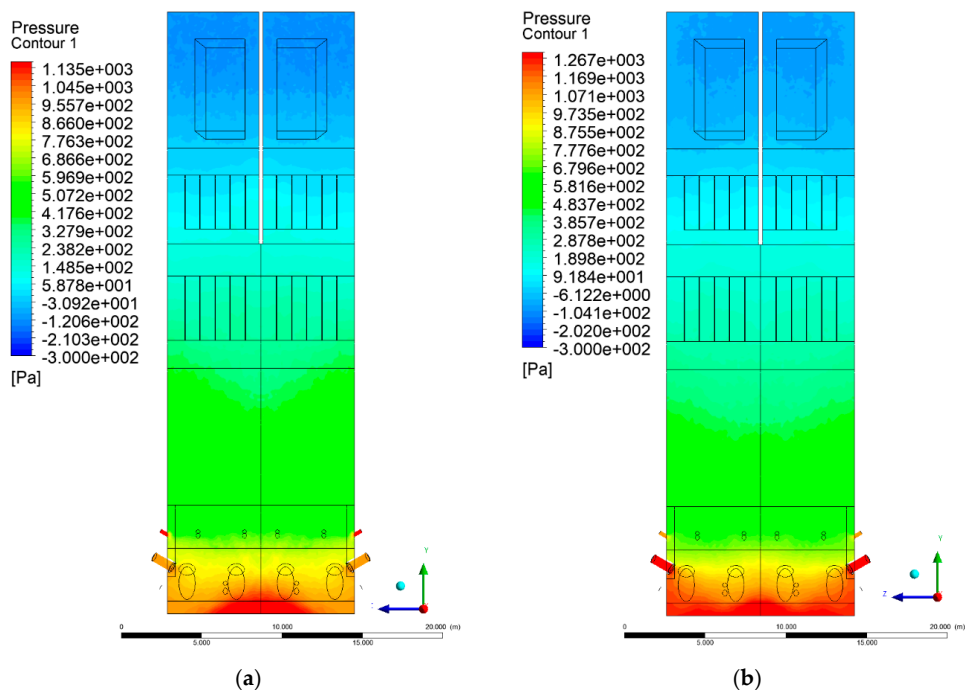 Pressure
Contour 1
1.135e+003
1.045e+003
9.557e+002
8.660e+002
7.763e+002
6.866e+002
5.969e+002
5.072e+002
4.176e+002
3.279e+002
2.382e+002
1.485e+002
5.878e+001
-3.092e+001
-1.206e+002
-2.103e+002
-3.000e+002
[Pa]
Y
Z
0
10.000
20.000 (m)
5.000
15.000
(a)
Pressure
Contour 1
1.267e+003
1.169e+003
1.071e+003
9.735e+002
8.755e+002
7.776e+002
6.796e+002
5.816e+002
4.837e+002
3.857e+002
2.878e+002
1.898e+002
9.184e+001
-6.122e+000
-1.041e+002
-2.020e+002
-3.000e+002
[Pa]
Y
Z
0
10.000
20.000 (m)
5.000
15.000
(b)